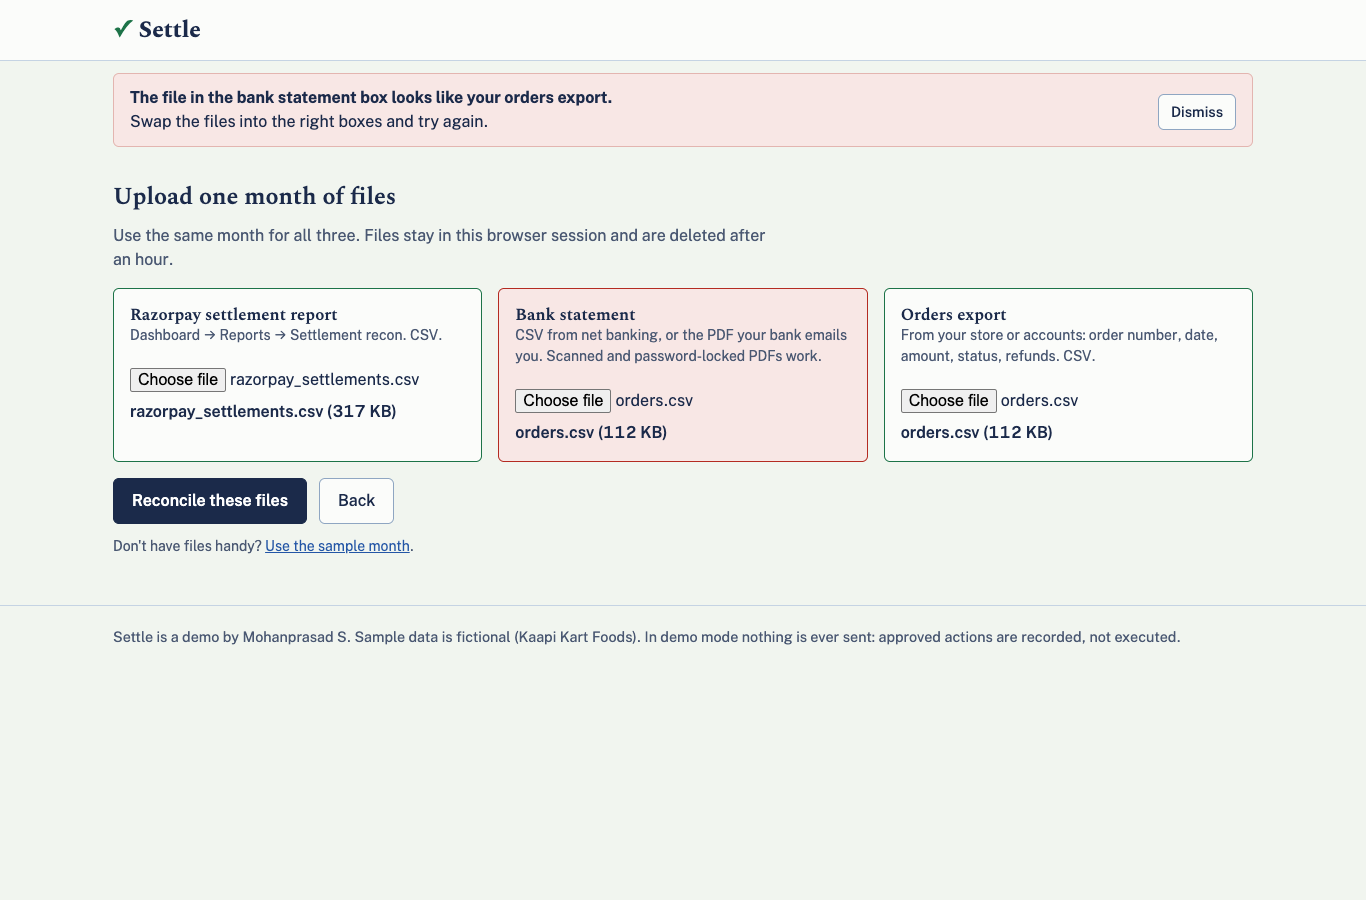 Settle
The file in the bank statement box looks like your orders export.
Swap the files into the right boxes and try again.
Dismiss
Upload one month of files
Use the same month for all three. Files stay in this browser session and are deleted after
an hour.
Razorpay settlement report
Dashboard → Reports → Settlement recon. CSV.
Choose file razorpay_settlements.csv
razorpay_settlements.csv (317 KB)
Bank statement
CSV from net banking, or the PDF your bank emails
you. Scanned and password-locked PDFs work.
Choose file orders.csv
orders.csv (112 KB)
Orders export
From your store or accounts: order number, date,
amount, status, refunds. CSV.
Choose file orders.csv
orders.csv (112 KB)
Reconcile these files
Back
Don't have files handy? Use the sample month.
Settle is a demo by Mohanprasad S. Sample data is fictional (Kaapi Kart Foods). In demo mode nothing is ever sent: approved actions are recorded, not executed.